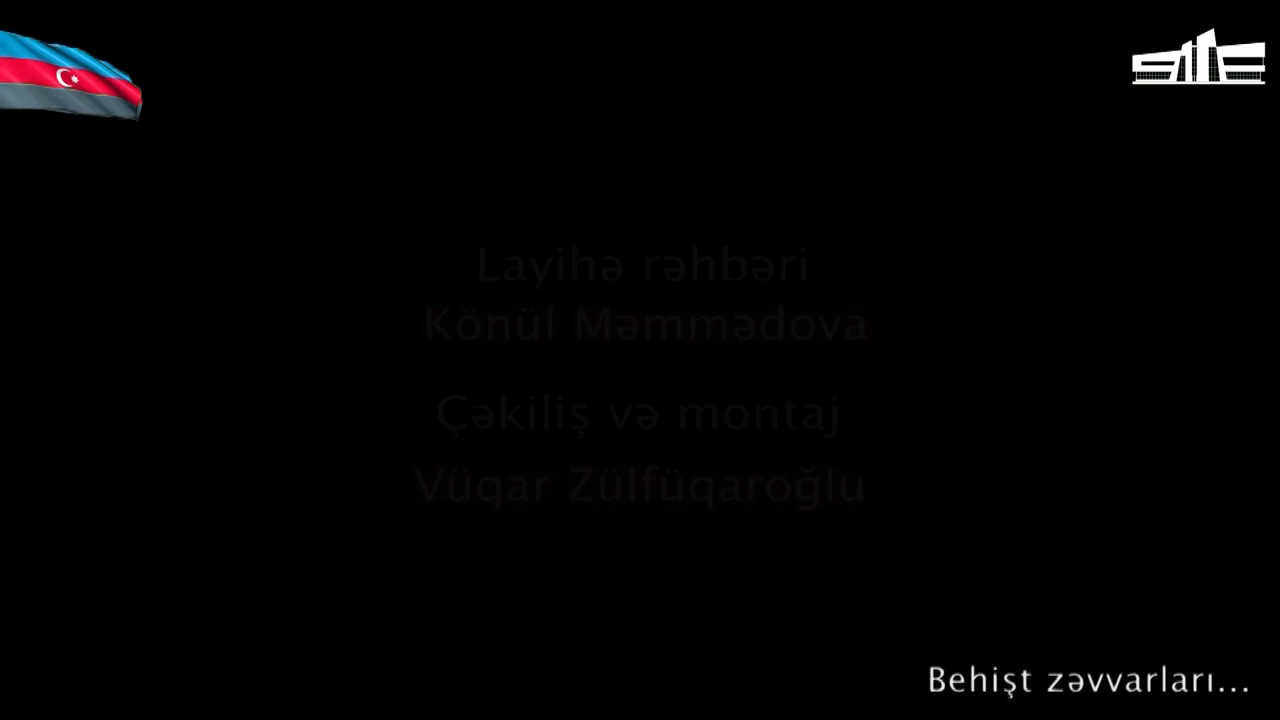 Layihə rəhbəri
Könül Məmmədova
Çəkiliş və montaj
Vüqar Zülfüqaroğlu
Behişt zəvvarları...